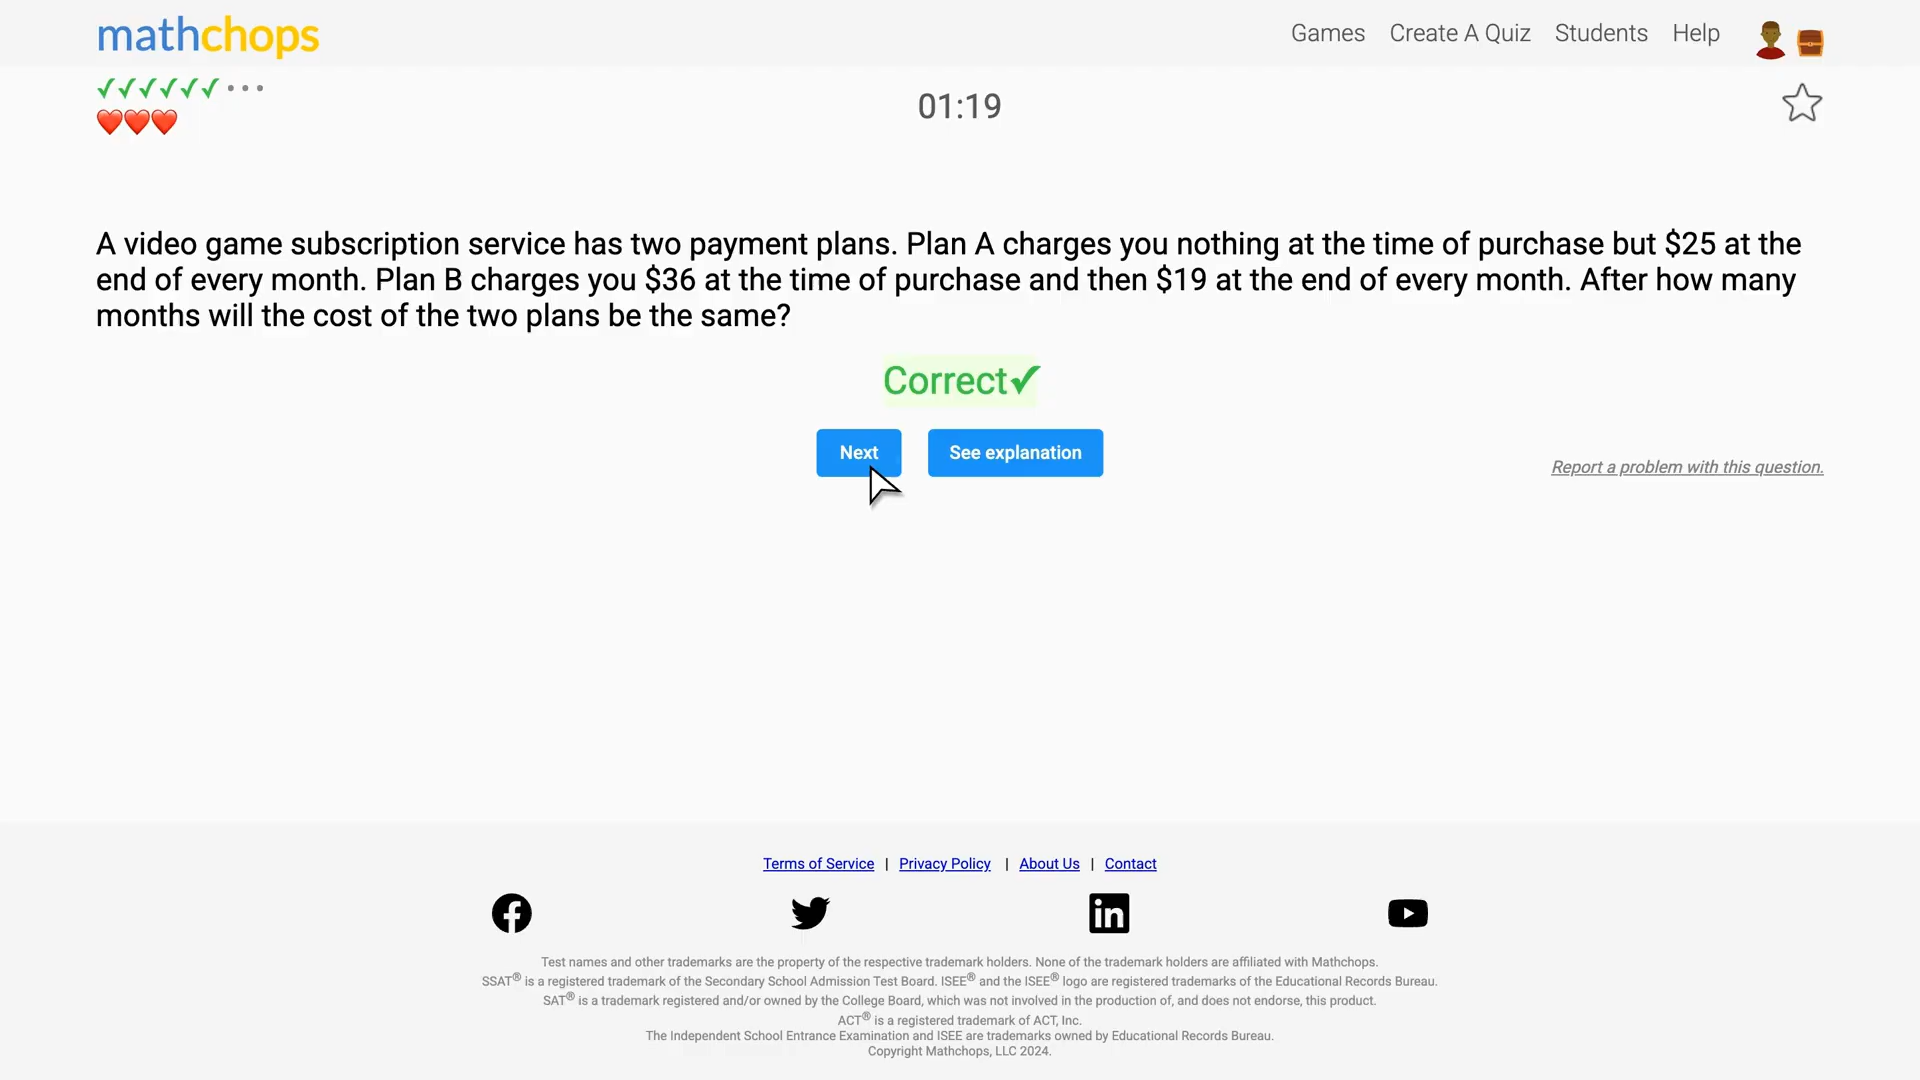 mathchops
Games Create A Quiz Students Help
01:19
A video game subscription service has two payment plans. Plan A charges you nothing at the time of purchase but $25 at the
end of every month. Plan B charges you $36 at the time of purchase and then $19 at the end of every month. After how many
months will the cost of the two plans be the same?
Correct✓
Next See explanation
Report a problem with this question.
Terms of Service | Privacy Policy | About Us | Contact
Test names and other trademarks are the property of the respective trademark holders. None of the trademark holders are affiliated with Mathchops.
SSAT® is a registered trademark of the Secondary School Admission Test Board. ISEE® and the ISEE® logo are registered trademarks of the Educational Records Bureau.
SAT® is a trademark registered and/or owned by the College Board, which was not involved in the production of, and does not endorse, this product.
ACT® is a registered trademark of ACT, Inc.
The Independent School Entrance Examination and ISEE are trademarks owned by Educational Records Bureau.
Copyright Mathchops, LLC 2024.